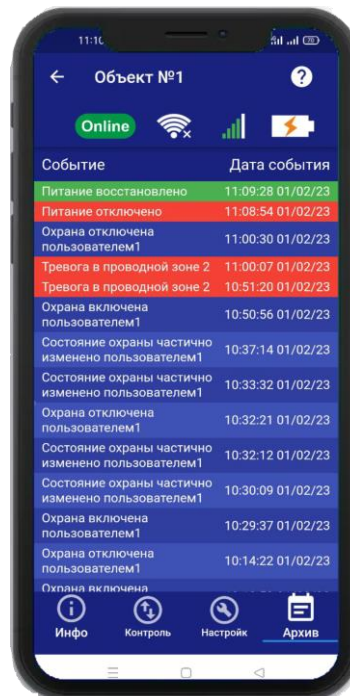 11:10
Объект №1
?
Online
Событие Дата события
Питание восстановлено 11:09:28 01/02/23
Питание отключено 11:08:54 01/02/23
Охрана отключена
пользователем1 11:00:30 01/02/23
Тревога в проводной зоне 2 11:00:07 01/02/23
Тревога в проводной зоне 2 10:51:20 01/02/23
Охрана включена
пользователем1 10:50:56 01/02/23
Состояние охраны частично
изменено пользователем1 10:37:14 01/02/23
Состояние охраны частично
изменено пользователем1 10:33:32 01/02/23
Охрана отключена
пользователем1 10:32:21 01/02/23
Состояние охраны частично
изменено пользователем1 10:32:12 01/02/23
Состояние охраны частично
изменено пользователем1 10:30:09 01/02/23
Охрана включена
пользователем1 10:29:37 01/02/23
Охрана отключена
пользователем1 10:14:22 01/02/23
Охрана включена
Инфо Контроль Настройк Архив